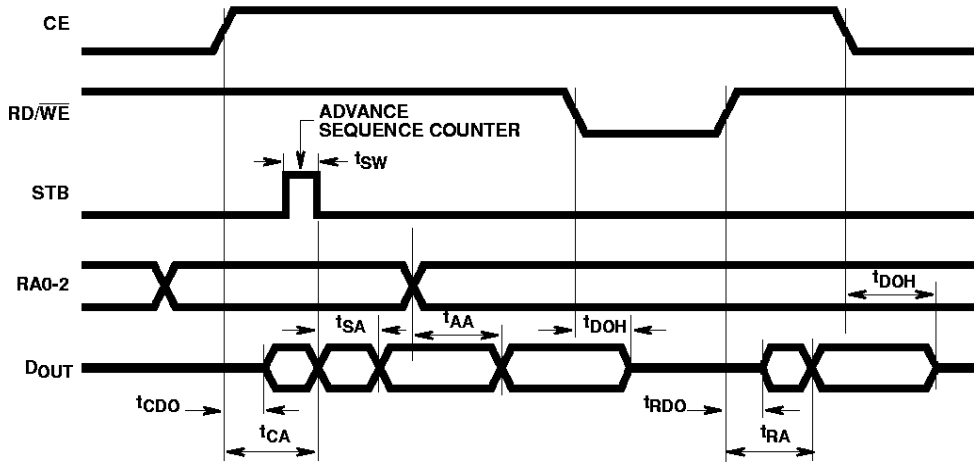 CE
RD/WE
ADVANCE
SEQUENCE COUNTER
tSW
STB
RA0-2
tDOH
tSA
tAA
tDOH
DOUT
tCDO
tRDO
tCA
tRA